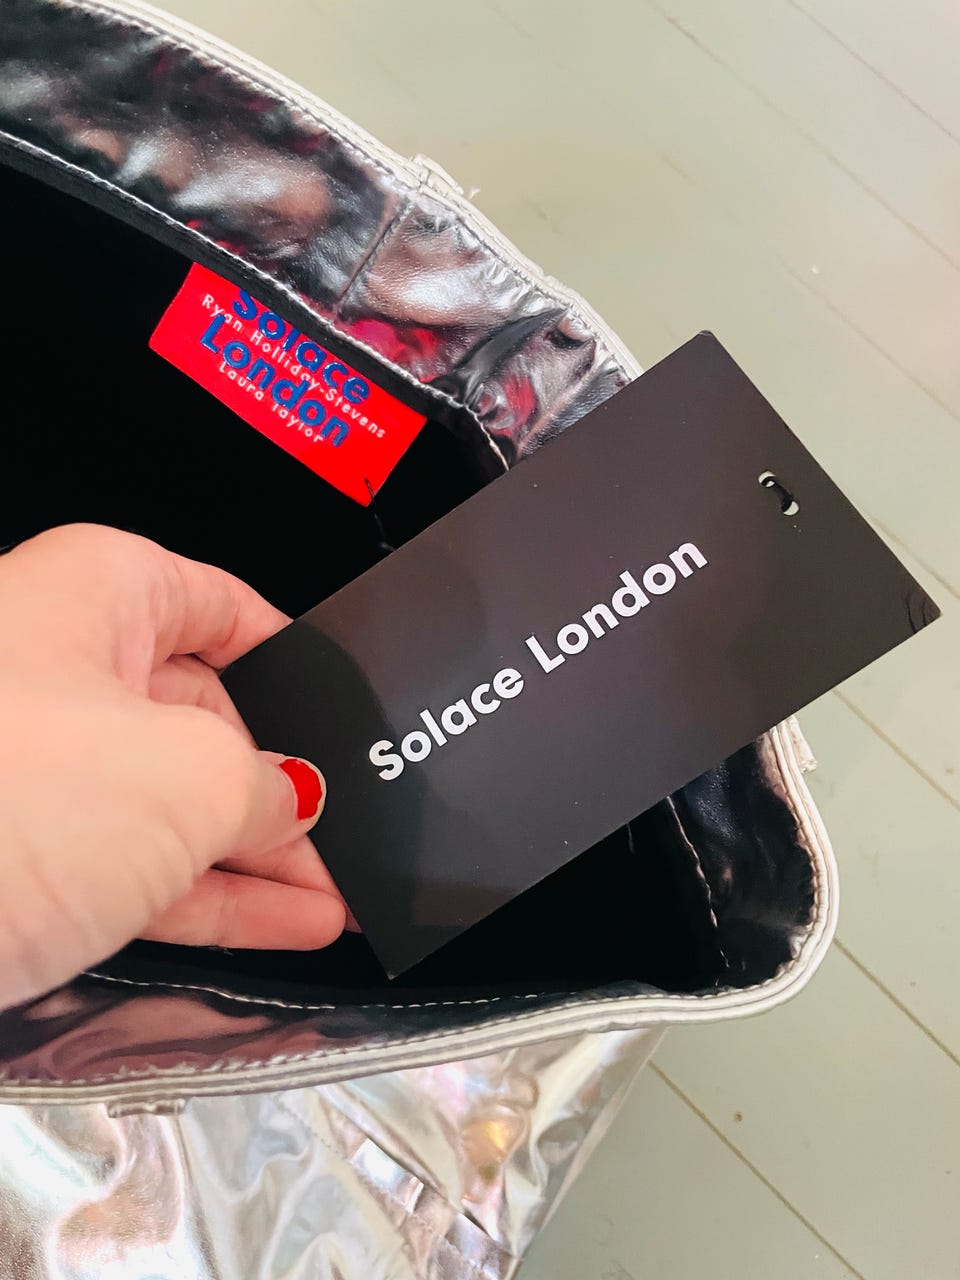 Solace
Ryan Holliday-Stevens
London
Laura Taylor
Solace London